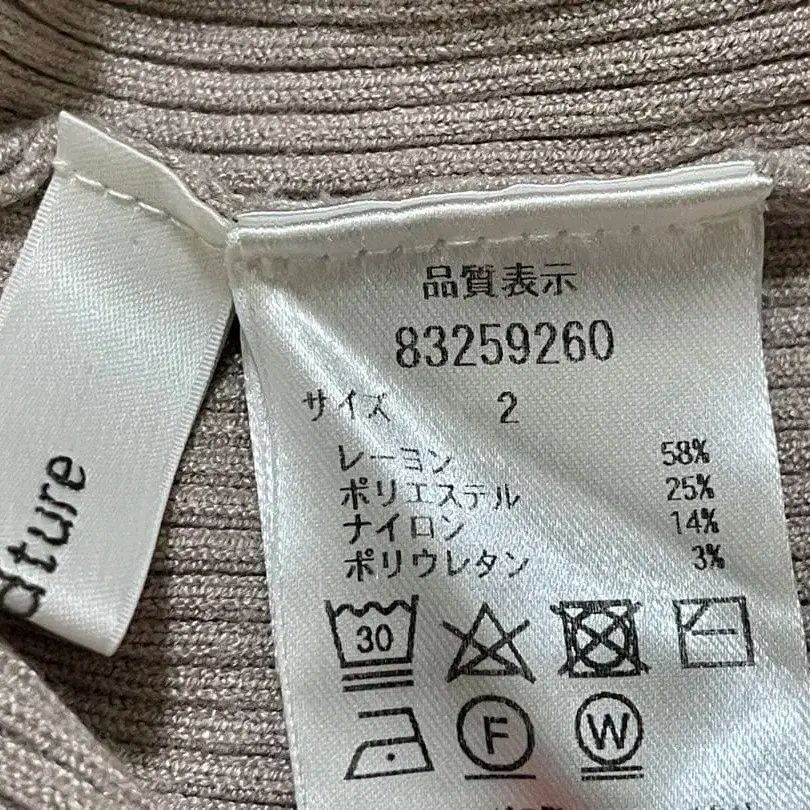 品質表示
83259260
サイズ 2
レーヨン 58%
ポリエステル 25%
ナイロン 14%
ポリウレタン 3%
30
F
W
ature